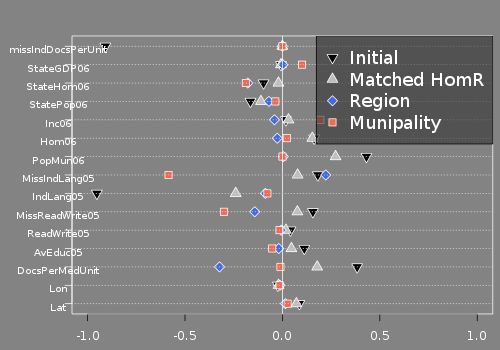 missIndDocsPerUnit
StateGDP06
StateHom06
StatePop06
Inc06
Hom06
PopMun06
MissIndLang05
IndLang05
MissReadWrite05
ReadWrite05
AvEduc05
DocsPerMedUnit
Lon
Lat
Initial
Matched HomR
Region
Munipality
-1.0
-0.5
0.0
0.5
1.0